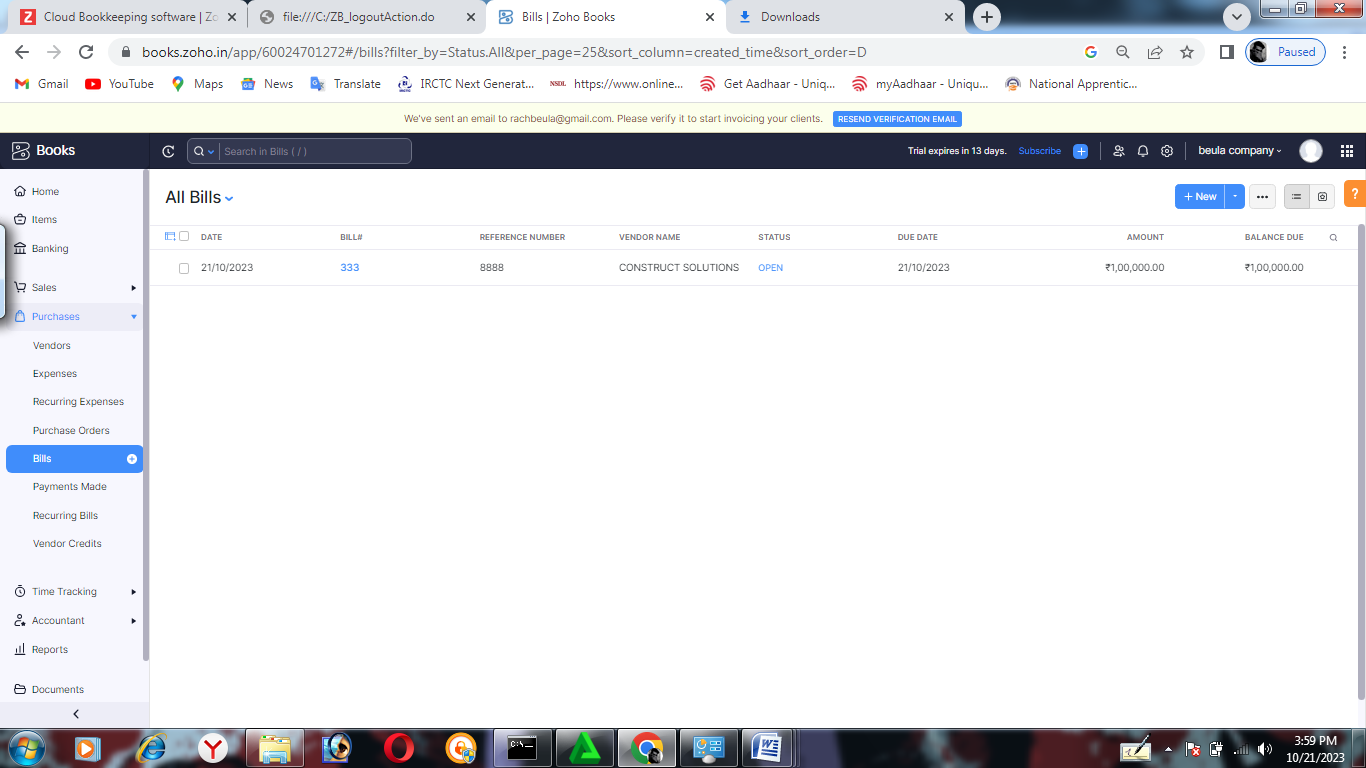 Cloud Bookkeeping software | Zo
file:///C:/ZB_logoutAction.do
Bills | Zoho Books
Downloads
books.zoho.in/app/60024701272#/bills?filter_by=Status.All&per_page=25&sort_column=created_time&sort_order=D
Paused
Gmail YouTube Maps News Translate IRCTC Next Generat... NSDL https://www.online... Get Aadhaar - Uniq... myAadhaar - Uniqu... National Apprentic...
We've sent an email to rachbeula@gmail.com. Please verify it to start invoicing your clients. RESEND VERIFICATION EMAIL
Books
Search in Bills ( / )
Trial expires in 13 days. Subscribe
beula company
Home
Items
Banking
Sales
Purchases
Vendors
Expenses
Recurring Expenses
Purchase Orders
Bills
Payments Made
Recurring Bills
Vendor Credits
Time Tracking
Accountant
Reports
Documents
All Bills
+ New
?
DATE BILL# REFERENCE NUMBER VENDOR NAME STATUS DUE DATE AMOUNT BALANCE DUE
21/10/2023 333 8888 CONSTRUCT SOLUTIONS OPEN 21/10/2023 ₹1,00,000.00 ₹1,00,000.00
3:59 PM
10/21/2023